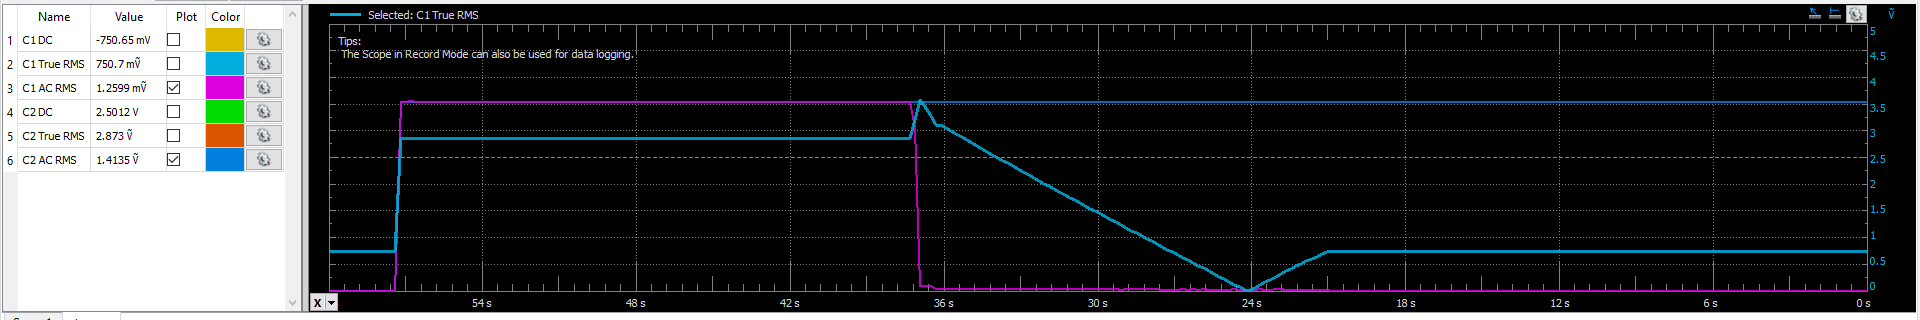 Name Value Plot Color
1 C1 DC -750.65 mV
2 C1 True RMS 750.7 mṼ
3 C1 AC RMS 1.2599 mṼ
4 C2 DC 2.5012 V
5 C2 True RMS 2.873 Ṽ
6 C2 AC RMS 1.4135 Ṽ
Selected: C1 True RMS
Ṽ
Tips:
The Scope in Record Mode can also be used for data logging.
5
4.5
4
3.5
3
2.5
2
1.5
1
0.5
0
X
54 s 48 s 42 s 36 s 30 s 24 s 18 s 12 s 6 s 0 s